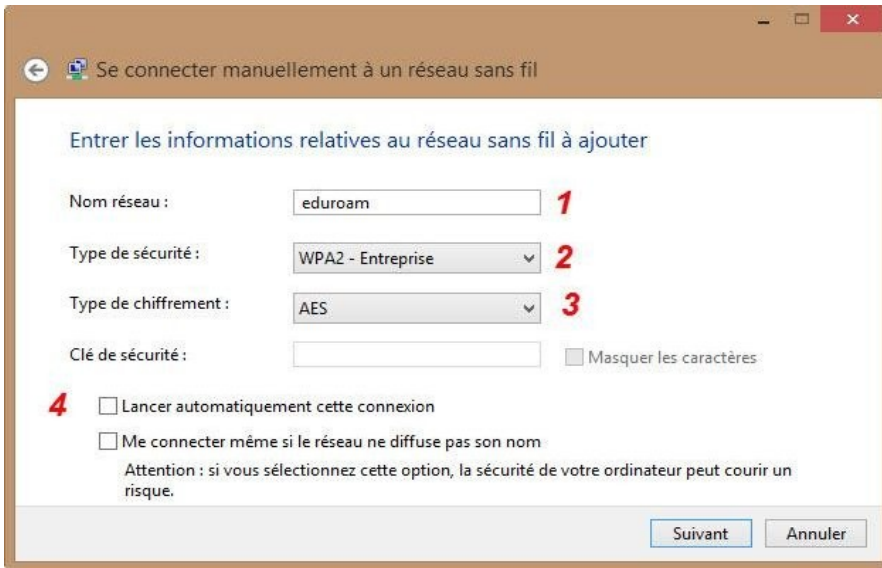 Se connecter manuellement à un réseau sans fil
Entrer les informations relatives au réseau sans fil à ajouter
Nom réseau : eduroam 1
Type de sécurité : WPA2 - Entreprise 2
Type de chiffrement : AES 3
Clé de sécurité : Masquer les caractères
4 Lancer automatiquement cette connexion
Me connecter même si le réseau ne diffuse pas son nom
Attention : si vous sélectionnez cette option, la sécurité de votre ordinateur peut courir un
risque.
Suivant Annuler